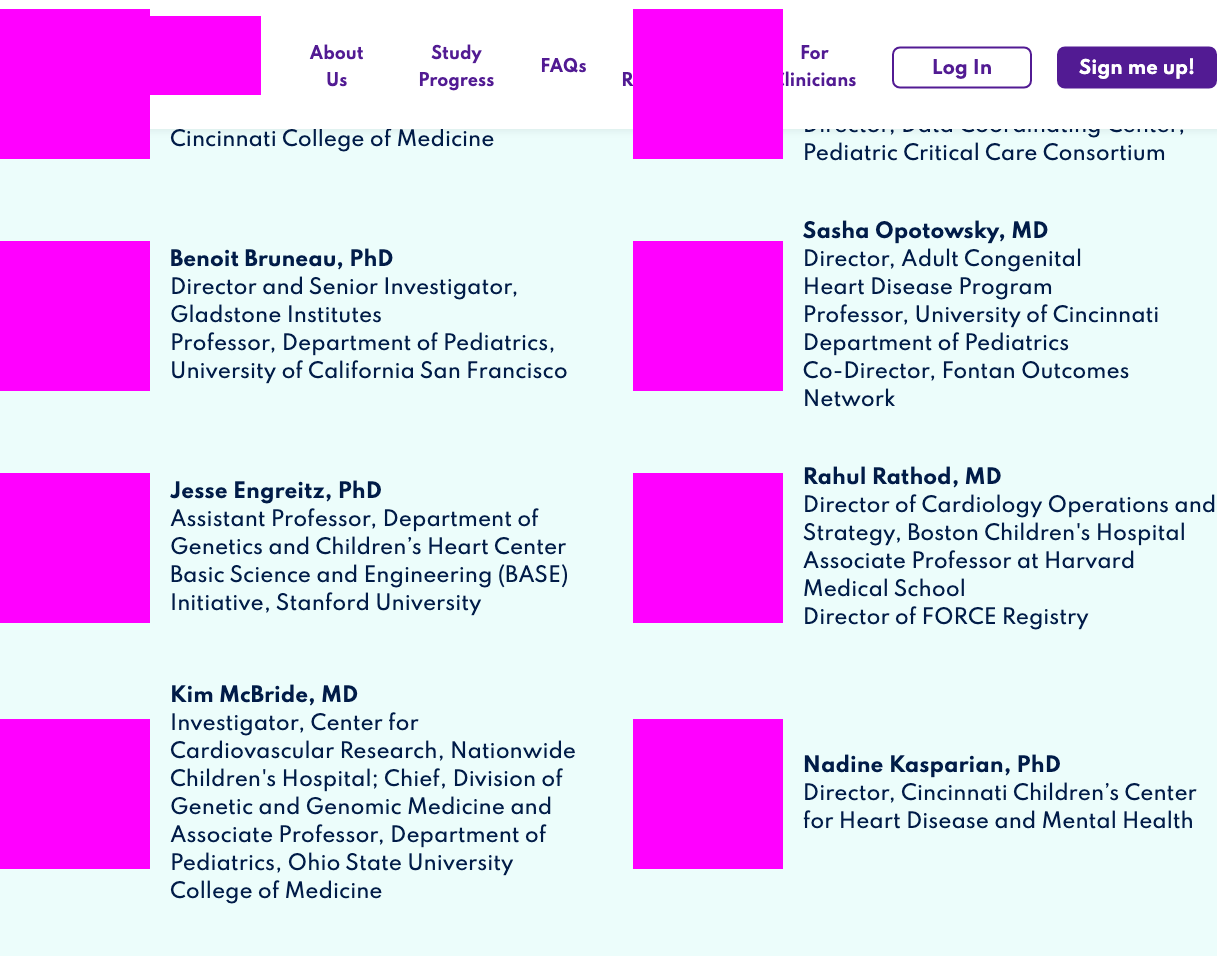 About
Us
Study
Progress
FAQs
For
Clinicians
Log In
Sign me up!
Cincinnati College of Medicine
Director, Data Coordinating Center,
Pediatric Critical Care Consortium
Benoit Bruneau, PhD
Director and Senior Investigator,
Gladstone Institutes
Professor, Department of Pediatrics,
University of California San Francisco
Sasha Opotowsky, MD
Director, Adult Congenital
Heart Disease Program
Professor, University of Cincinnati
Department of Pediatrics
Co-Director, Fontan Outcomes
Network
Jesse Engreitz, PhD
Assistant Professor, Department of
Genetics and Children’s Heart Center
Basic Science and Engineering (BASE)
Initiative, Stanford University
Rahul Rathod, MD
Director of Cardiology Operations and
Strategy, Boston Children's Hospital
Associate Professor at Harvard
Medical School
Director of FORCE Registry
Kim McBride, MD
Investigator, Center for
Cardiovascular Research, Nationwide
Children's Hospital; Chief, Division of
Genetic and Genomic Medicine and
Associate Professor, Department of
Pediatrics, Ohio State University
College of Medicine
Nadine Kasparian, PhD
Director, Cincinnati Children’s Center
for Heart Disease and Mental Health